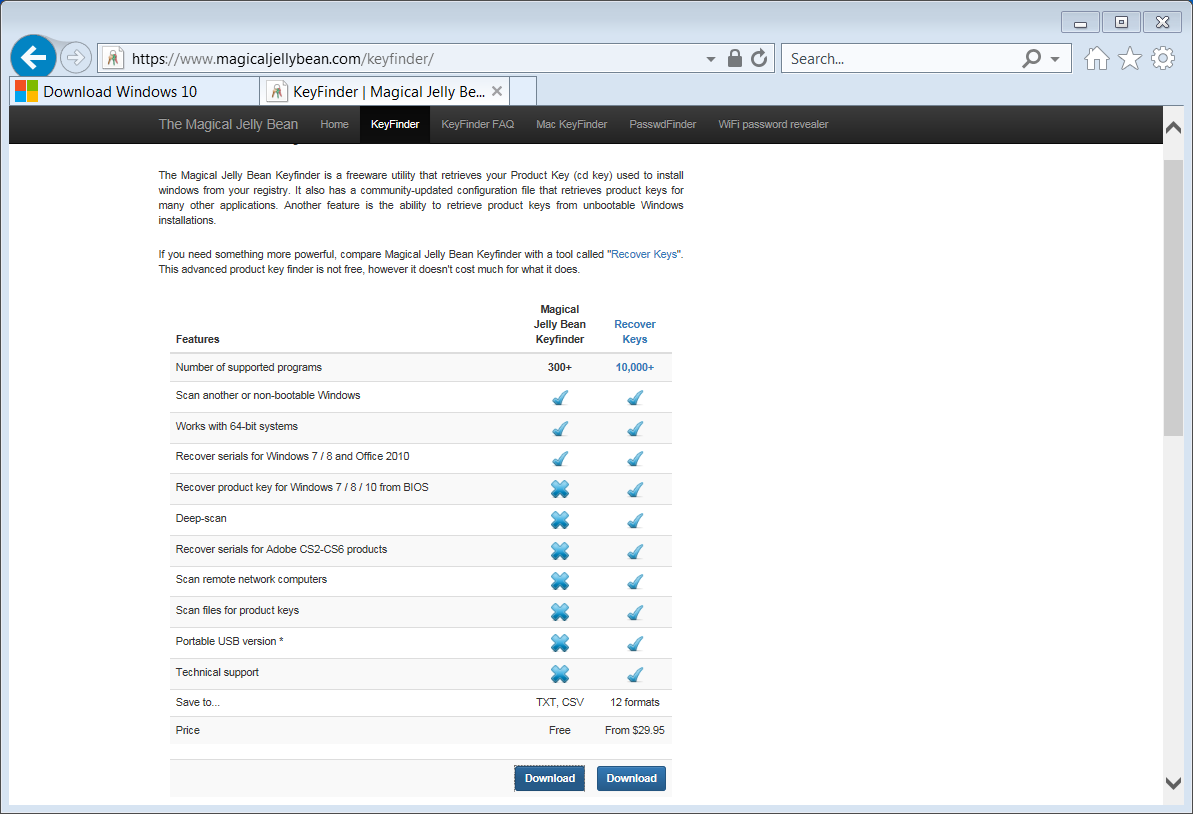 https://www.magicaljellybean.com/keyfinder/
Search...
Download Windows 10
KeyFinder | Magical Jelly Be...
The Magical Jelly Bean Home KeyFinder KeyFinder FAQ Mac KeyFinder PasswdFinder WiFi password revealer
The Magical Jelly Bean Keyfinder is a freeware utility that retrieves your Product Key (cd key) used to install
windows from your registry. It also has a community-updated configuration file that retrieves product keys for
many other applications. Another feature is the ability to retrieve product keys from unbootable Windows
installations.
If you need something more powerful, compare Magical Jelly Bean Keyfinder with a tool called "Recover Keys".
This advanced product key finder is not free, however it doesn't cost much for what it does.
Features
Magical
Jelly Bean
Keyfinder
Recover
Keys
Number of supported programs 300+ 10,000+
Scan another or non-bootable Windows
Works with 64-bit systems
Recover serials for Windows 7 / 8 and Office 2010
Recover product key for Windows 7 / 8 / 10 from BIOS
Deep-scan
Recover serials for Adobe CS2-CS6 products
Scan remote network computers
Scan files for product keys
Portable USB version *
Technical support
Save to... TXT, CSV 12 formats
Price Free From $29.95
Download Download